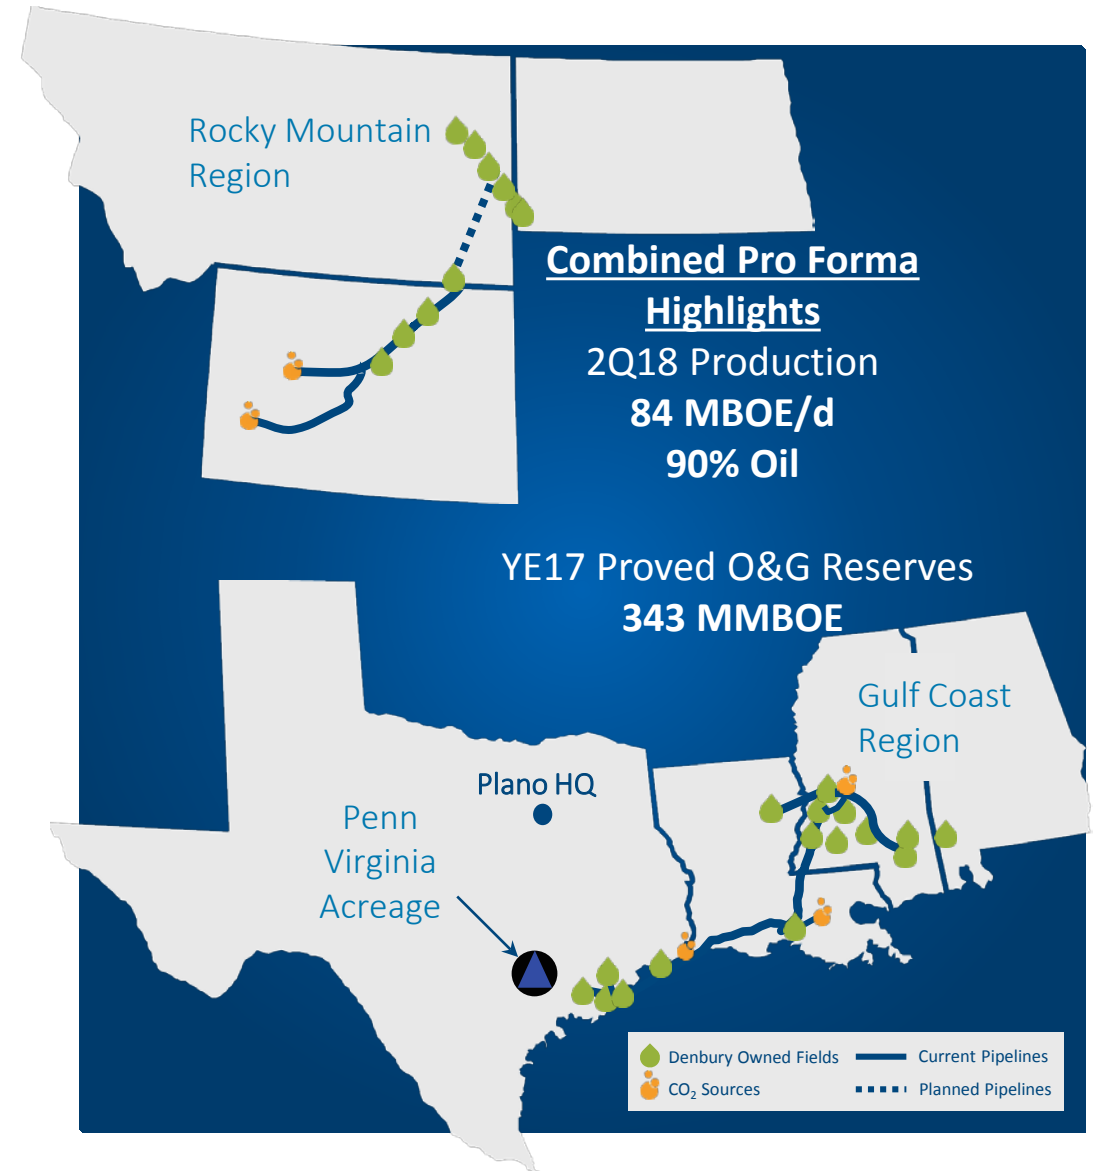 Rocky Mountain
Region
Combined Pro Forma
Highlights
2Q18 Production
84 MBOE/d
90% Oil
YE17 Proved O&G Reserves
343 MMBOE
Gulf Coast
Region
Plano HQ
Penn
Virginia
Acreage
Denbury Owned Fields
Current Pipelines
CO₂ Sources
Planned Pipelines